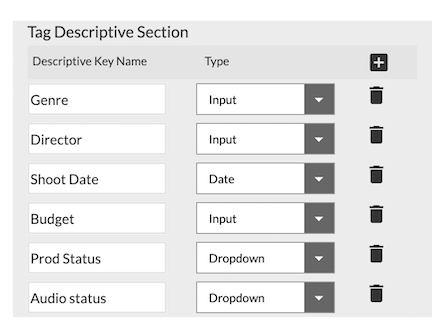 Tag Descriptive Section
Descriptive Key Name Type
Genre Input
Director Input
Shoot Date Date
Budget Input
Prod Status Dropdown
Audio status Dropdown